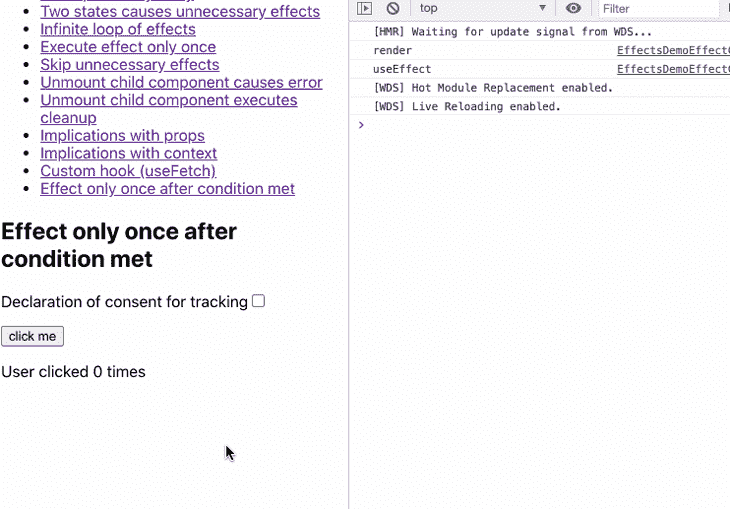 Two states causes unnecessary effects
Infinite loop of effects
Execute effect only once
Skip unnecessary effects
Unmount child component causes error
Unmount child component executes
cleanup
Implications with props
Implications with context
Custom hook (useFetch)
Effect only once after condition met
Effect only once after
condition met
Declaration of consent for tracking
click me
User clicked 0 times
top
Filter
[HMR] Waiting for update signal from WDS...
render EffectsDemoEffect
useEffect EffectsDemoEffect
[WDS] Hot Module Replacement enabled.
[WDS] Live Reloading enabled.